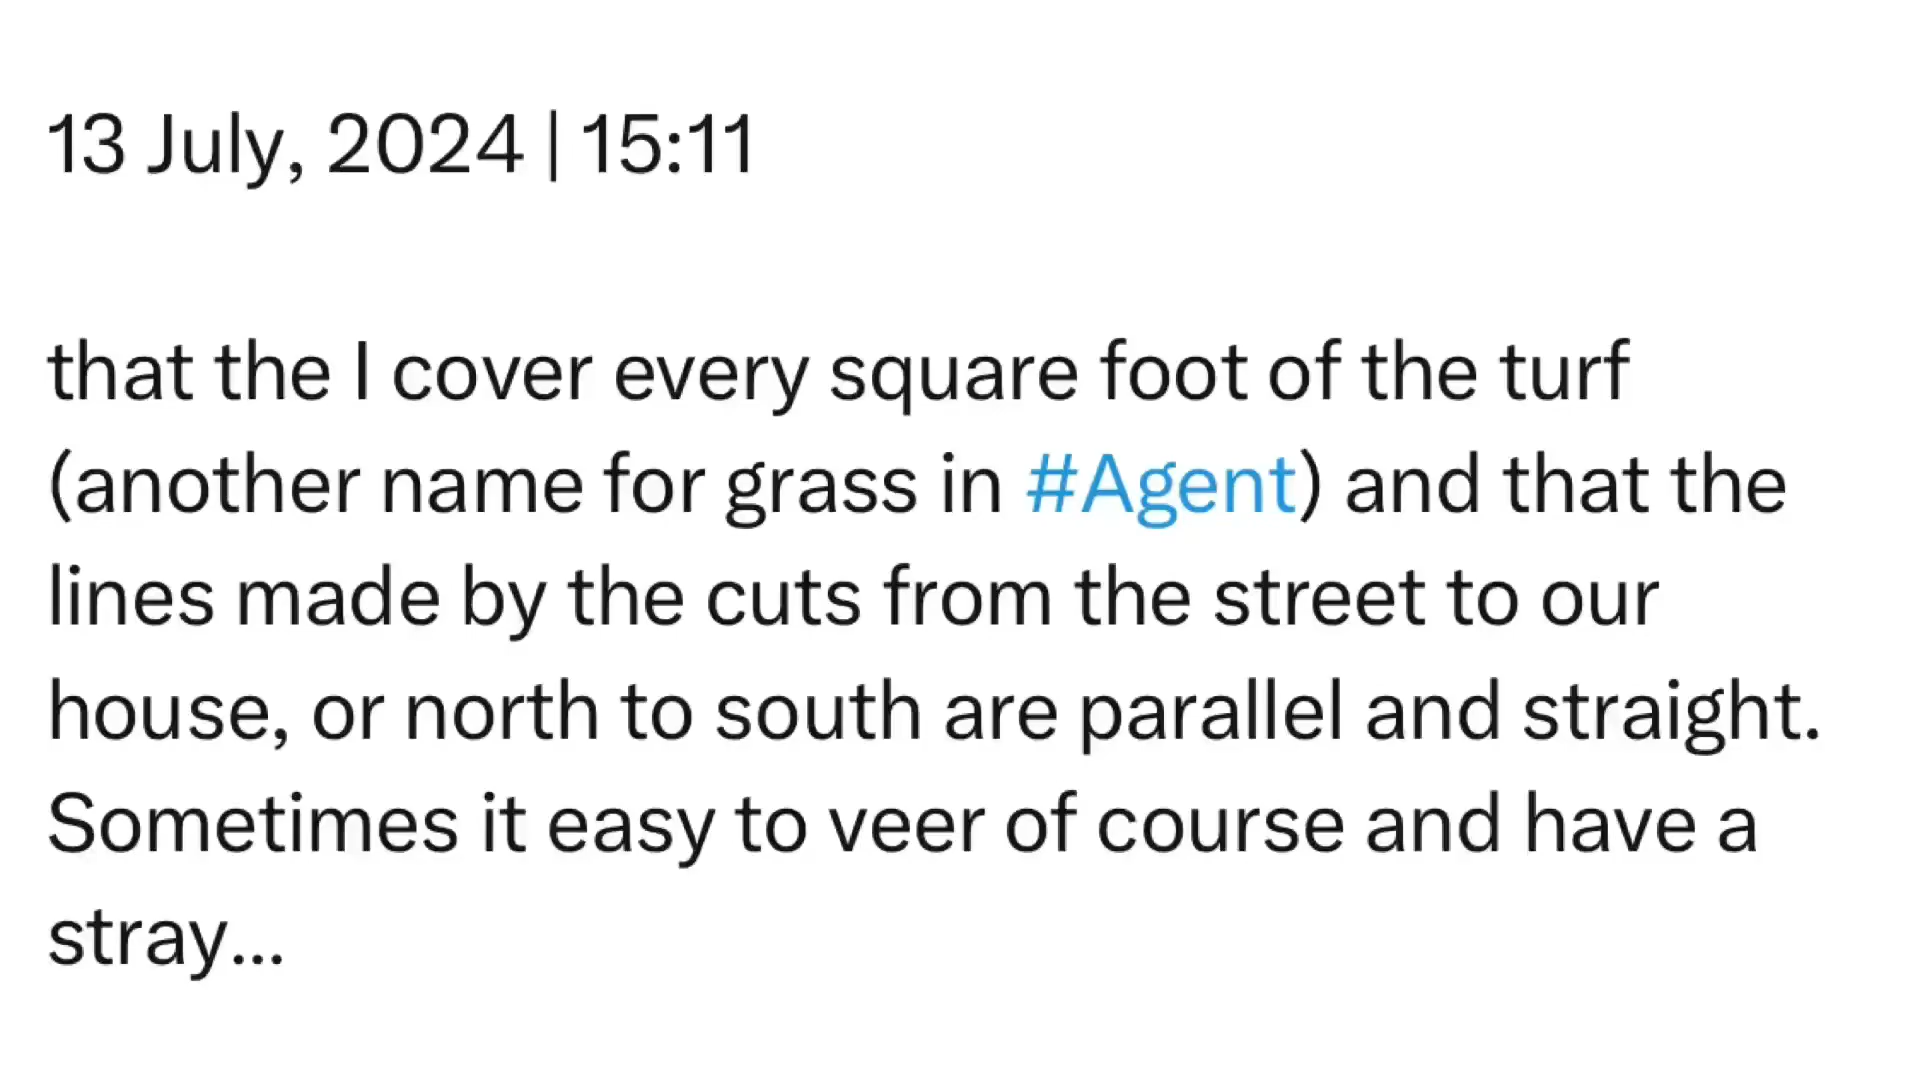 13 July, 2024 | 15:11
that the I cover every square foot of the turf
(another name for grass in #Agent) and that the
lines made by the cuts from the street to our
house, or north to south are parallel and straight.
Sometimes it easy to veer of course and have a
stray...